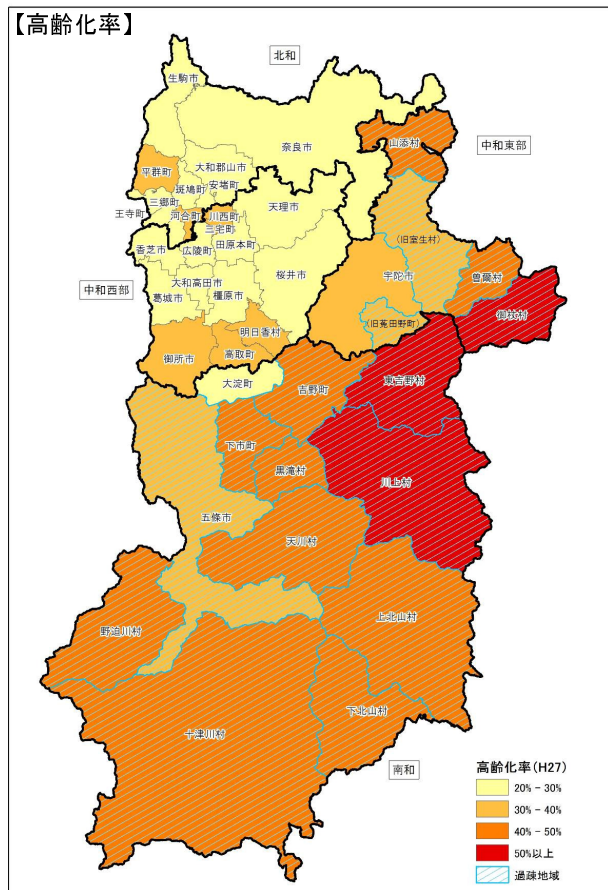 【高齢化率】
北和
生駒市
奈良市
山添村
中和東部
平群町
大和郡山市
斑鳩町
安堵町
三郷町
王寺町
河合町
川西町
三宅町
天理市
(旧室生村)
香芝市
広陵町
田原本町
中和西部
大和高田市
桜井市
宇陀市
曽爾村
葛城市
橿原市
御杖村
明日香村
(旧菟田野町)
御所市
高取町
大淀町
吉野町
東吉野村
下市町
黒滝村
川上村
五條市
天川村
野迫川村
上北山村
下北山村
十津川村
南和
高齢化率(H27)
20% - 30%
30% - 40%
40% - 50%
50%以上
過疎地域